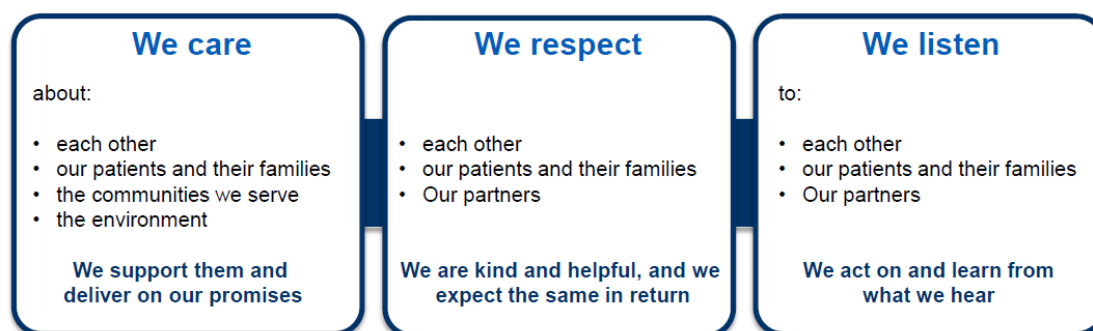 We care
about:
• each other
• our patients and their families
• the communities we serve
• the environment
We support them and
deliver on our promises
We respect
• each other
• our patients and their families
• Our partners
We are kind and helpful, and we
expect the same in return
We listen
to:
• each other
• our patients and their families
• Our partners
We act on and learn from
what we hear